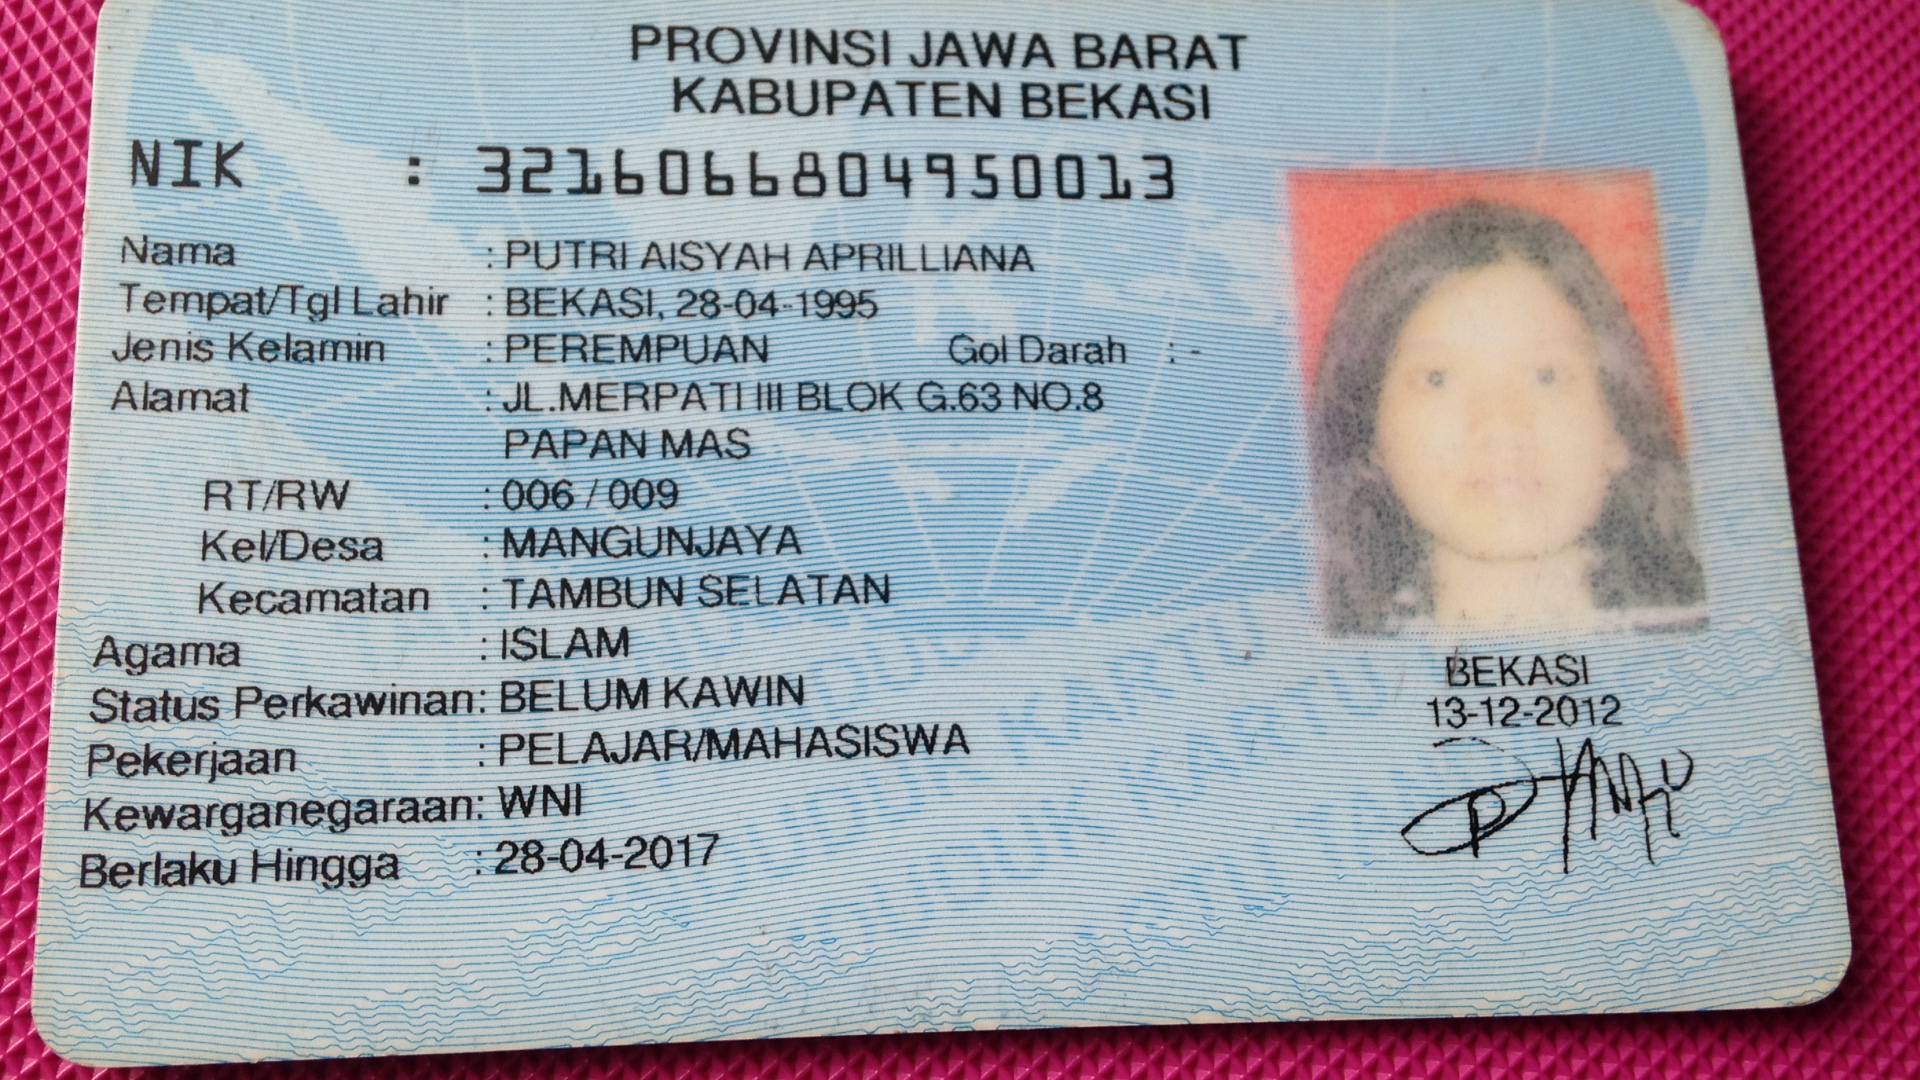 PROVINSI JAWA BARAT
KABUPATEN BEKASI
NIK : 3216066804950013
Nama : PUTRI AISYAH APRILLIANA
Tempat/Tgl Lahir : BEKASI, 28-04-1995
Jenis Kelamin : PEREMPUAN Gol Darah : -
Alamat : JL.MERPATI III BLOK G.63 NO.8
PAPAN MAS
RT/RW : 006 / 009
Kel/Desa : MANGUNJAYA
Kecamatan : TAMBUN SELATAN
Agama : ISLAM
Status Perkawinan: BELUM KAWIN
Pekerjaan : PELAJAR/MAHASISWA
Kewarganegaraan: WNI
Berlaku Hingga : 28-04-2017
BEKASI
13-12-2012